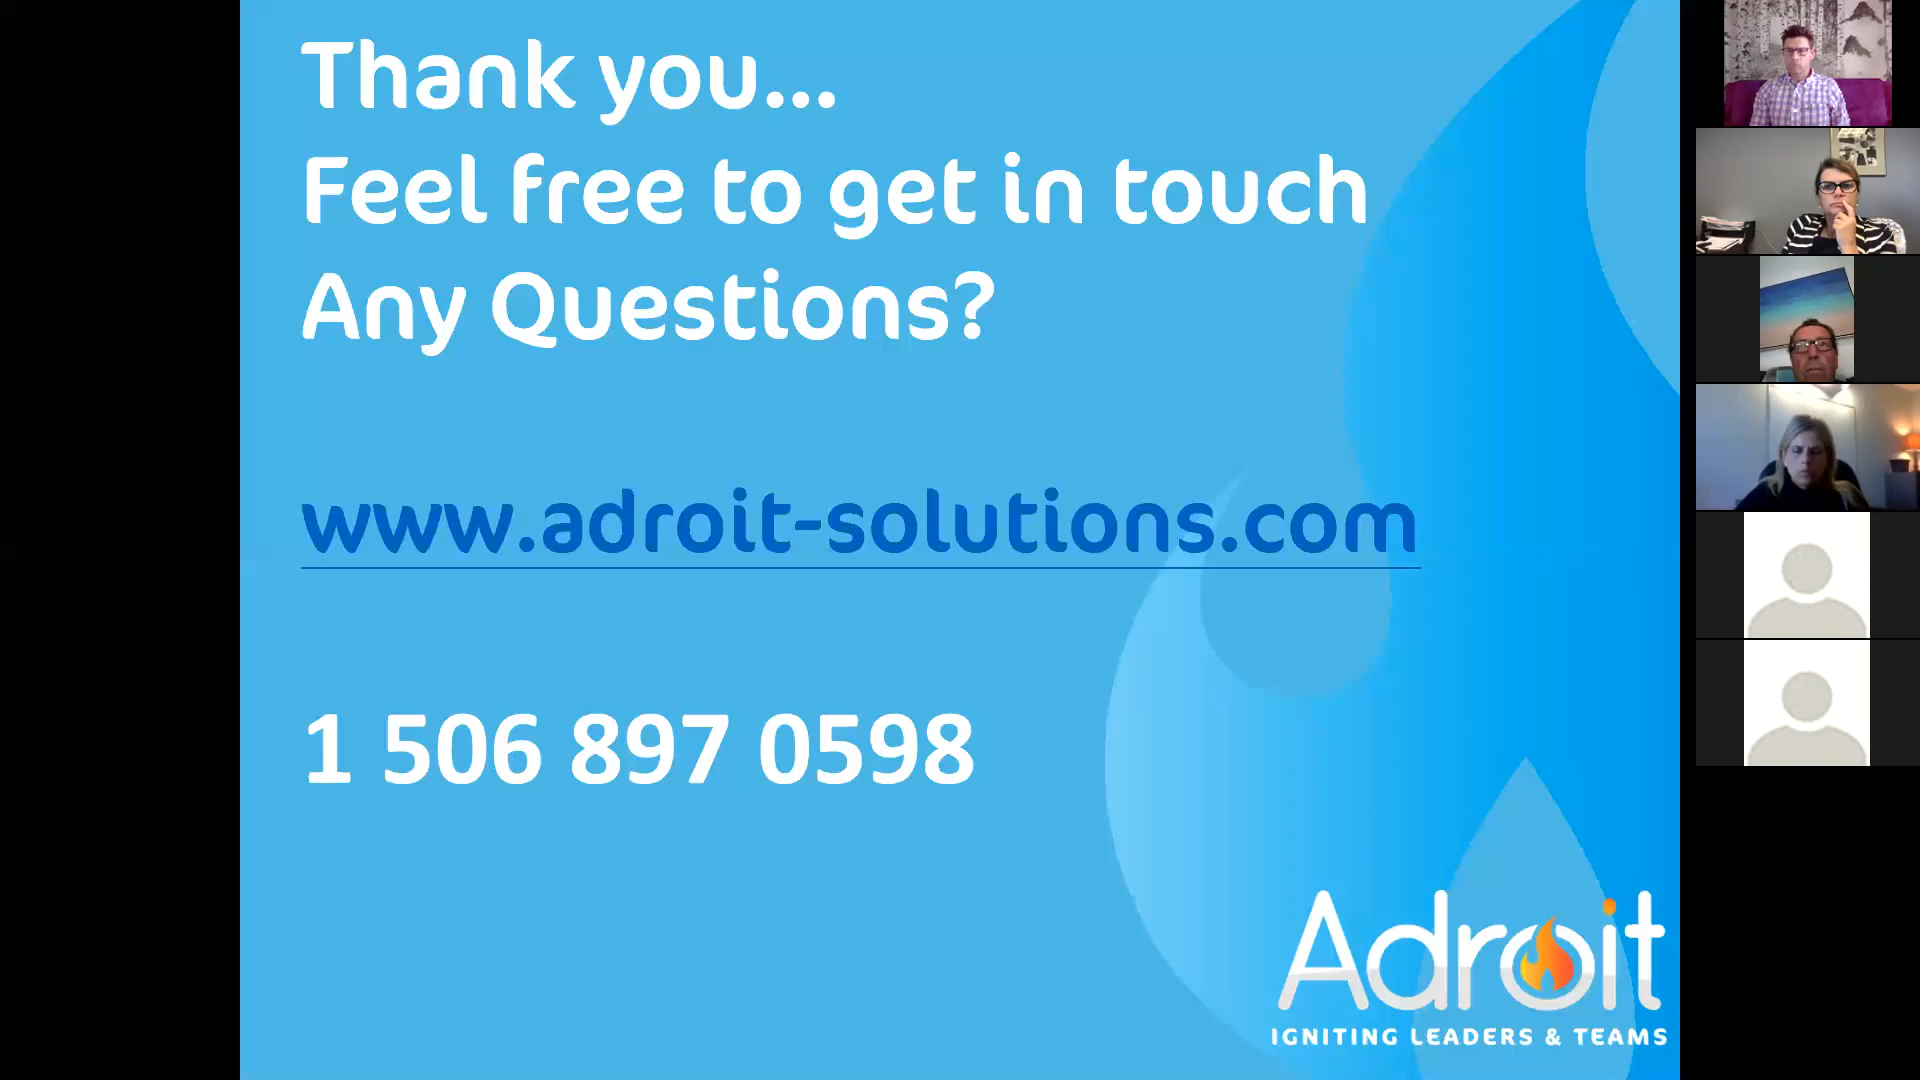 Thank you...
Feel free to get in touch
Any Questions?
www.adroit-solutions.com
1 506 897 0598
Adroit
IGNITING LEADERS & TEAMS